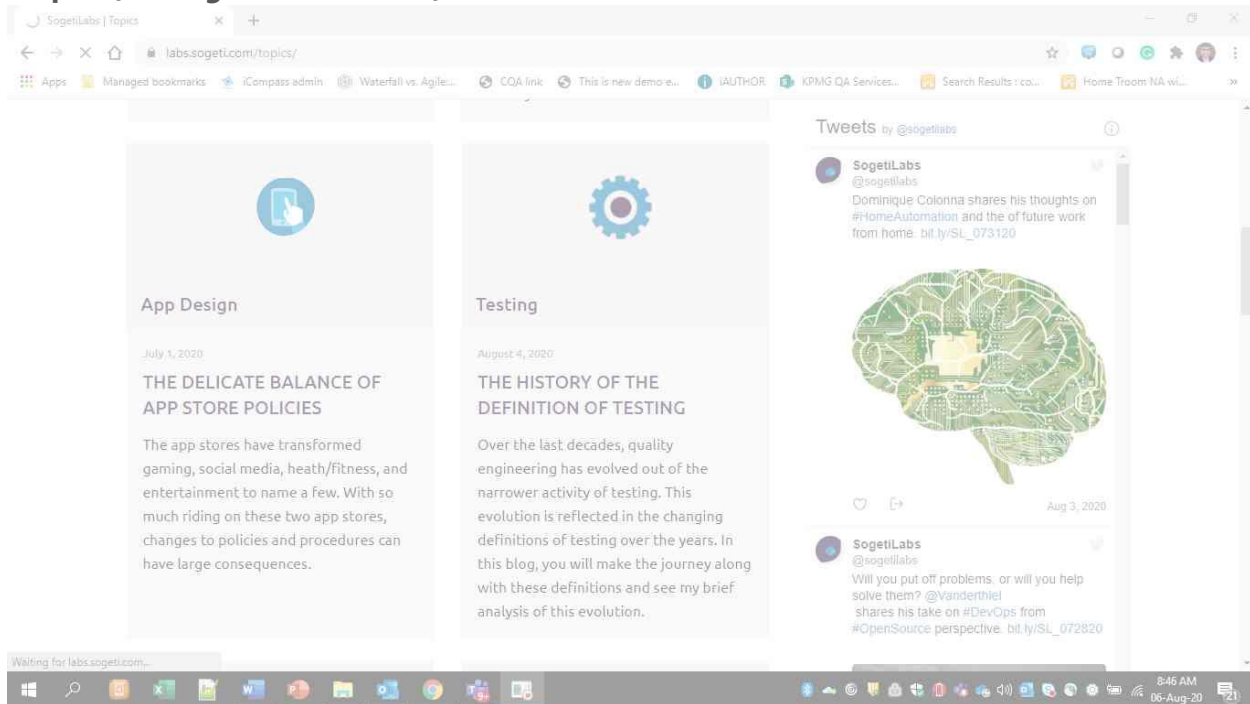 SogetiLabs | Topics
labs.sogeti.com/topics/
Apps Managed bookmarks iCompass admin Waterfall vs. Agile:... CQA link This is new demo e... iAUTHOR KPMG QA Services... Search Results : co... Home Troom NA wi...
App Design
July 1, 2020
THE DELICATE BALANCE OF
APP STORE POLICIES
The app stores have transformed
gaming, social media, heath/fitness, and
entertainment to name a few. With so
much riding on these two app stores,
changes to policies and procedures can
have large consequences.
Testing
August 4, 2020
THE HISTORY OF THE
DEFINITION OF TESTING
Over the last decades, quality
engineering has evolved out of the
narrower activity of testing. This
evolution is reflected in the changing
definitions of testing over the years. In
this blog, you will make the journey along
with these definitions and see my brief
analysis of this evolution.
Tweets by @sogetilabs
SogetiLabs
@sogetilabs
Dominique Colonna shares his thoughts on
#HomeAutomation and the of future work
from home. bit.ly/SL_073120
Aug 3, 2020
SogetiLabs
@sogetilabs
Will you put off problems. or will you help
solve them? @Vanderthiel
shares his take on #DevOps from
#OpenSource perspective. bit.ly/SL_072820
Waiting for labs.sogeti.com...
8:46 AM
06-Aug-20
21